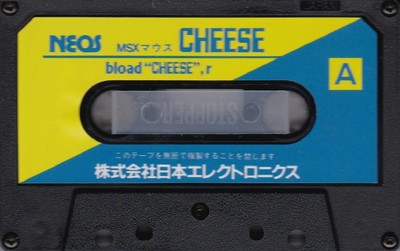 NEOS MSXマウス CHEESE
bload "CHEESE",r
A
STOPPER
このテープを無断で複製することを禁じます
株式会社日本エレクトロニクス